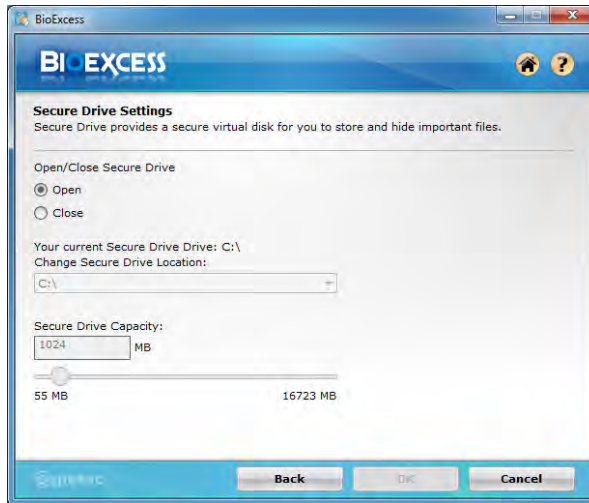 BioExcess
BIOEXCESS
?
Secure Drive Settings
Secure Drive provides a secure virtual disk for you to store and hide important files.
Open/Close Secure Drive
Open
Close
Your current Secure Drive Drive: C:\
Change Secure Drive Location:
C:\
Secure Drive Capacity:
1024 MB
55 MB 16723 MB
Back OK Cancel